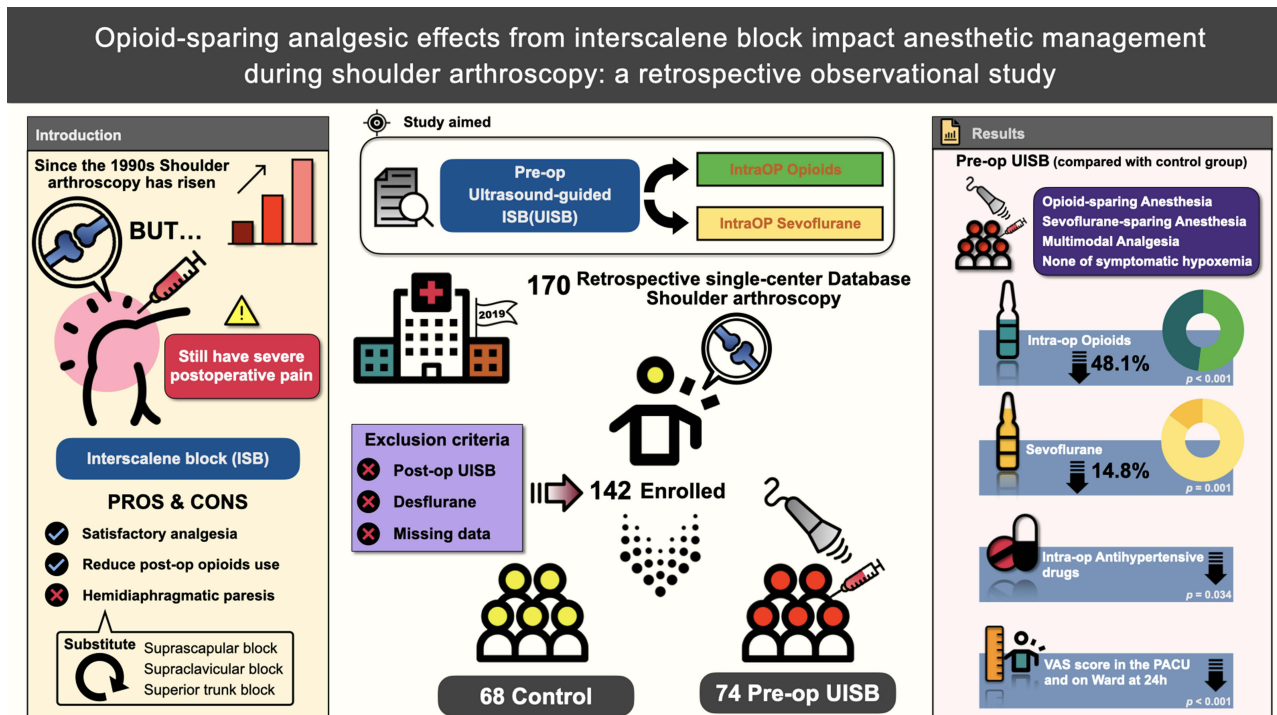 Opioid-sparing analgesic effects from interscalene block impact anesthetic management
during shoulder arthroscopy: a retrospective observational study
Introduction
Since the 1990s Shoulder
arthroscopy has risen
BUT...
Still have severe
postoperative pain
Interscalene block (ISB)
PROS & CONS
Satisfactory analgesia
Reduce post-op opioids use
Hemidiaphragmatic paresis
Substitute
Suprascapular block
Supraclavicular block
Superior trunk block
Study aimed
Pre-op
Ultrasound-guided
ISB(UISB)
IntraOP Opioids
IntraOP Sevoflurane
2019
170 Retrospective single-center Database
Shoulder arthroscopy
Exclusion criteria
Post-op UISB
Desflurane
Missing data
142 Enrolled
68 Control
74 Pre-op UISB
Results
Pre-op UISB (compared with control group)
Opioid-sparing Anesthesia
Sevoflurane-sparing Anesthesia
Multimodal Analgesia
None of symptomatic hypoxemia
Intra-op Opioids
48.1%
p < 0.001
Sevoflurane
14.8%
p = 0.001
Intra-op Antihypertensive
drugs
p = 0.034
VAS score in the PACU
and on Ward at 24h
p < 0.001